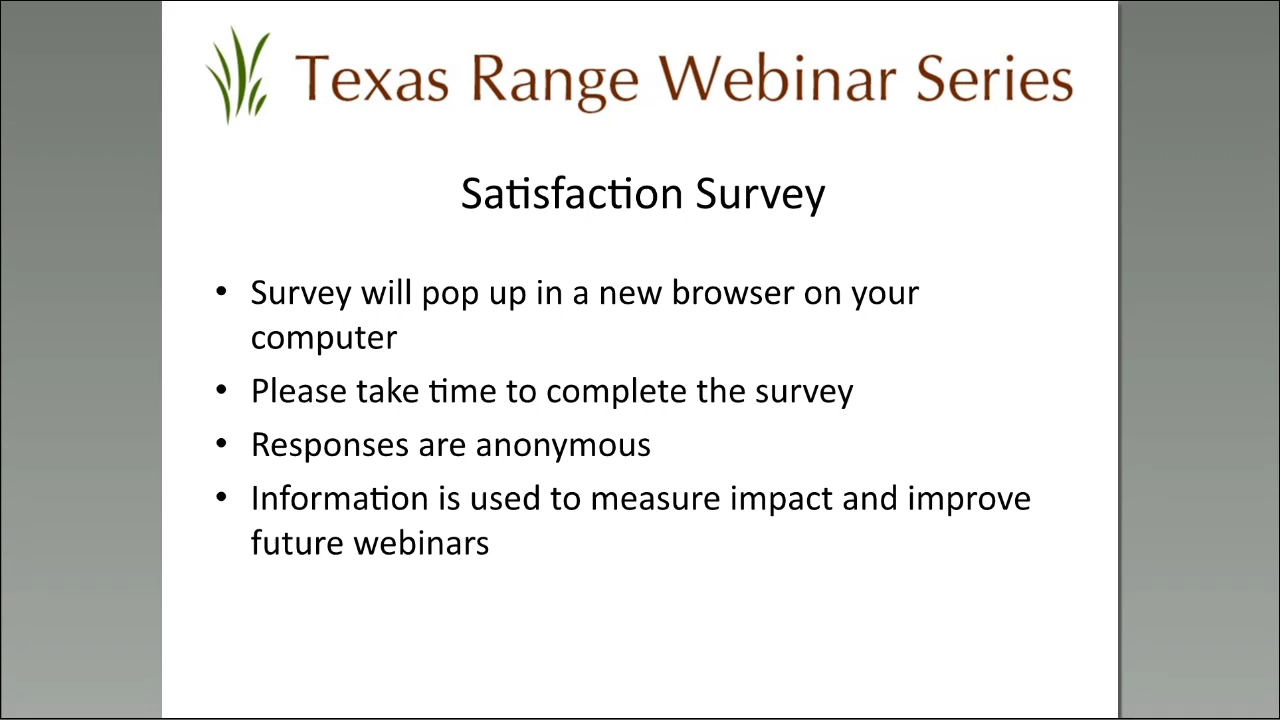 Texas Range Webinar Series
Satisfaction Survey
• Survey will pop up in a new browser on your
computer
• Please take time to complete the survey
• Responses are anonymous
• Information is used to measure impact and improve
future webinars